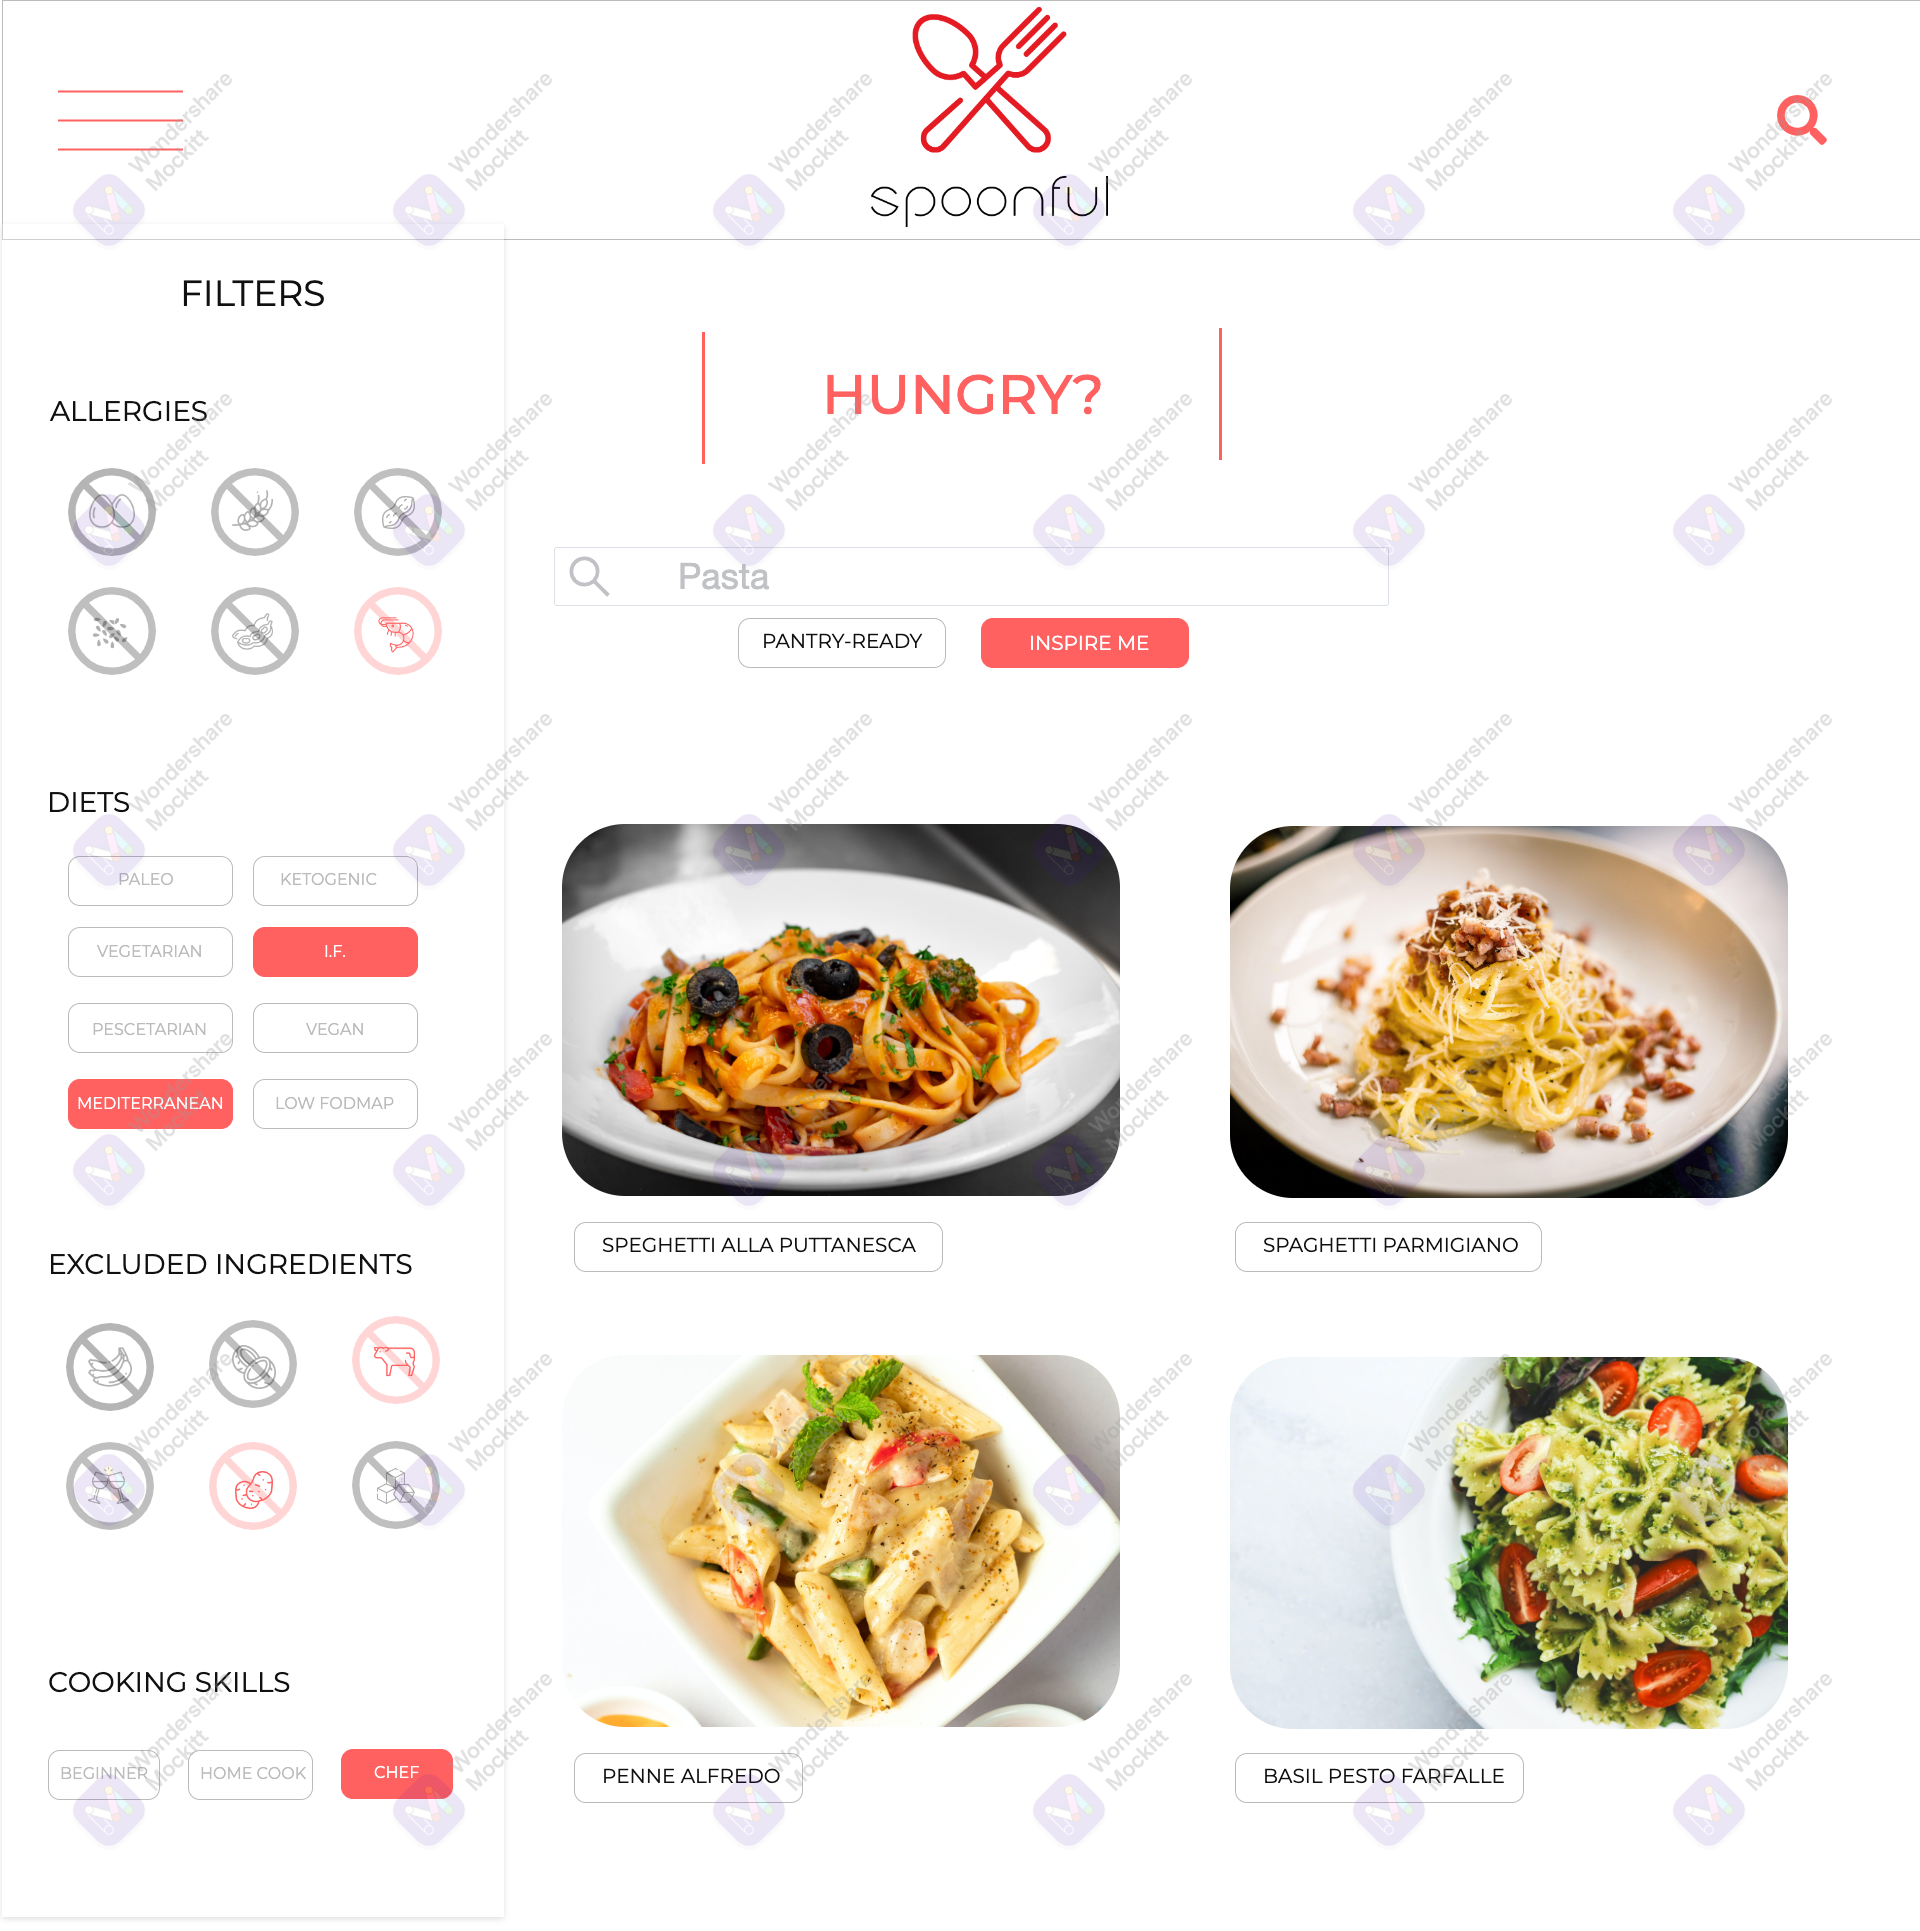 spoonful
FILTERS
ALLERGIES
DIETS
PALEO
KETOGENIC
VEGETARIAN
I.F.
PESCETARIAN
VEGAN
MEDITERRANEAN
LOW FODMAP
EXCLUDED INGREDIENTS
COOKING SKILLS
BEGINNER
HOME COOK
CHEF
HUNGRY?
Pasta
PANTRY-READY
INSPIRE ME
SPEGHETTI ALLA PUTTANESCA
SPAGHETTI PARMIGIANO
PENNE ALFREDO
BASIL PESTO FARFALLE
Wondershare
Mockitt